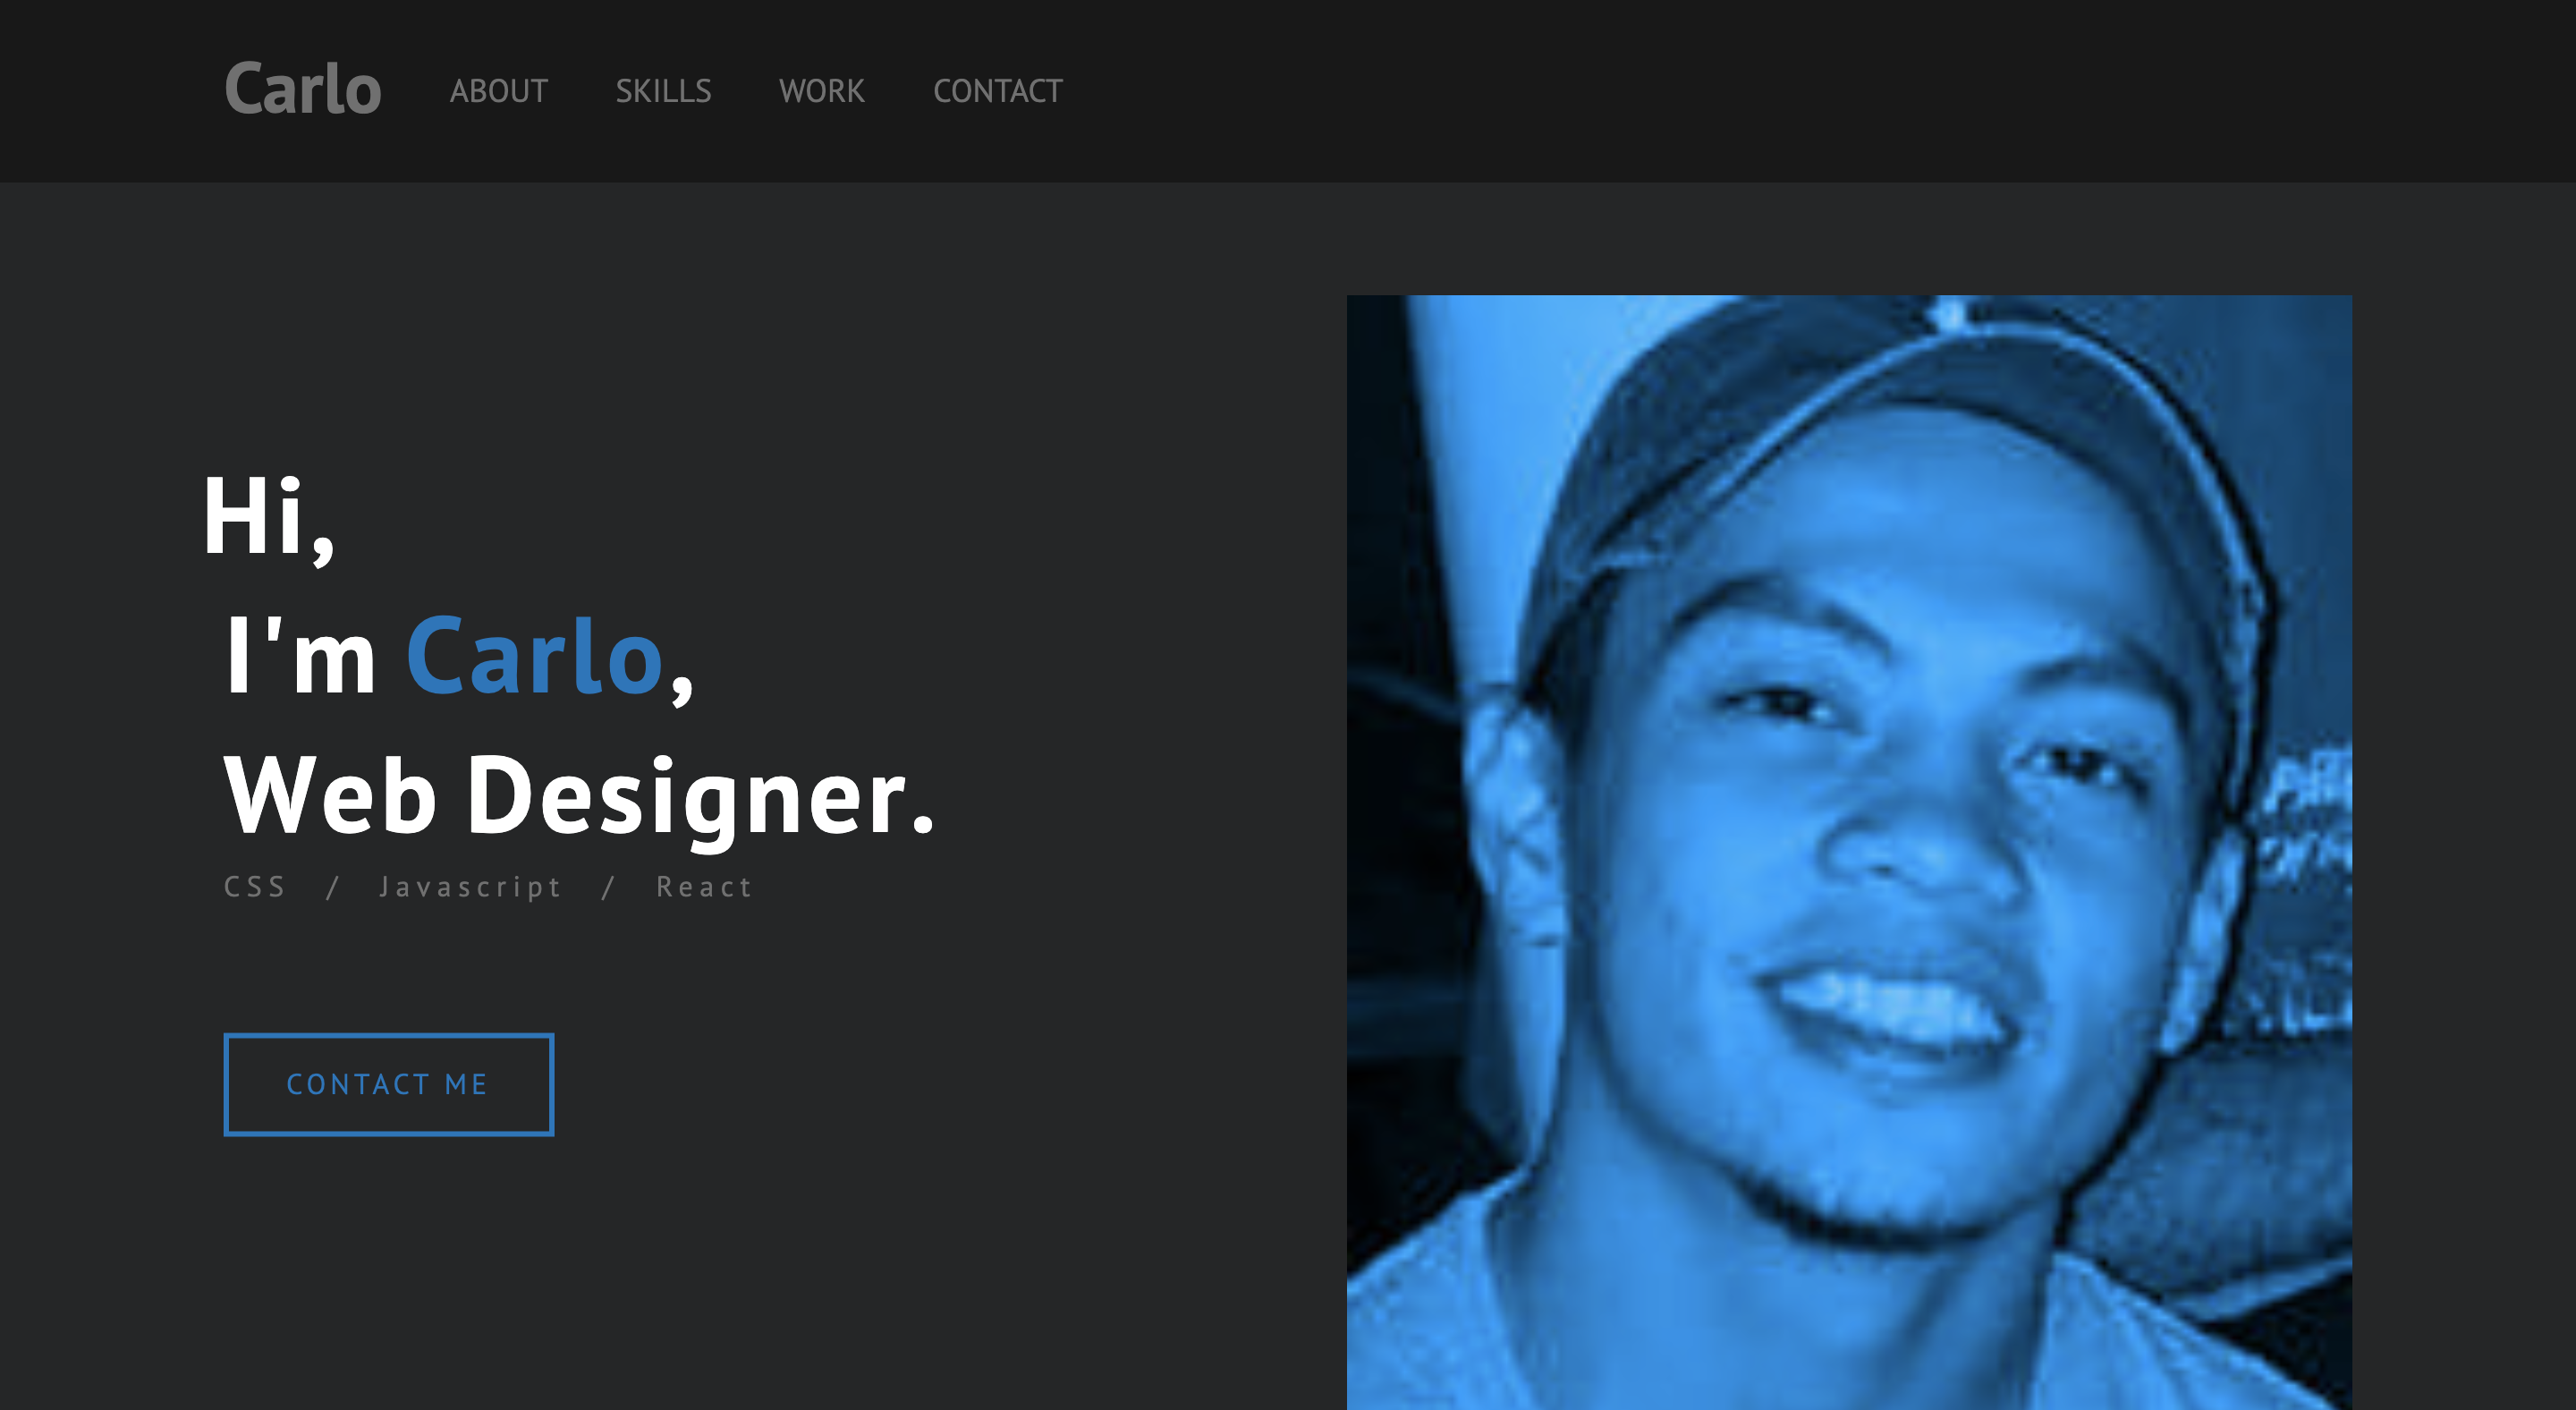 Carlo ABOUT SKILLS WORK CONTACT
Hi,
I'm Carlo,
Web Designer.
CSS / Javascript / React
CONTACT ME